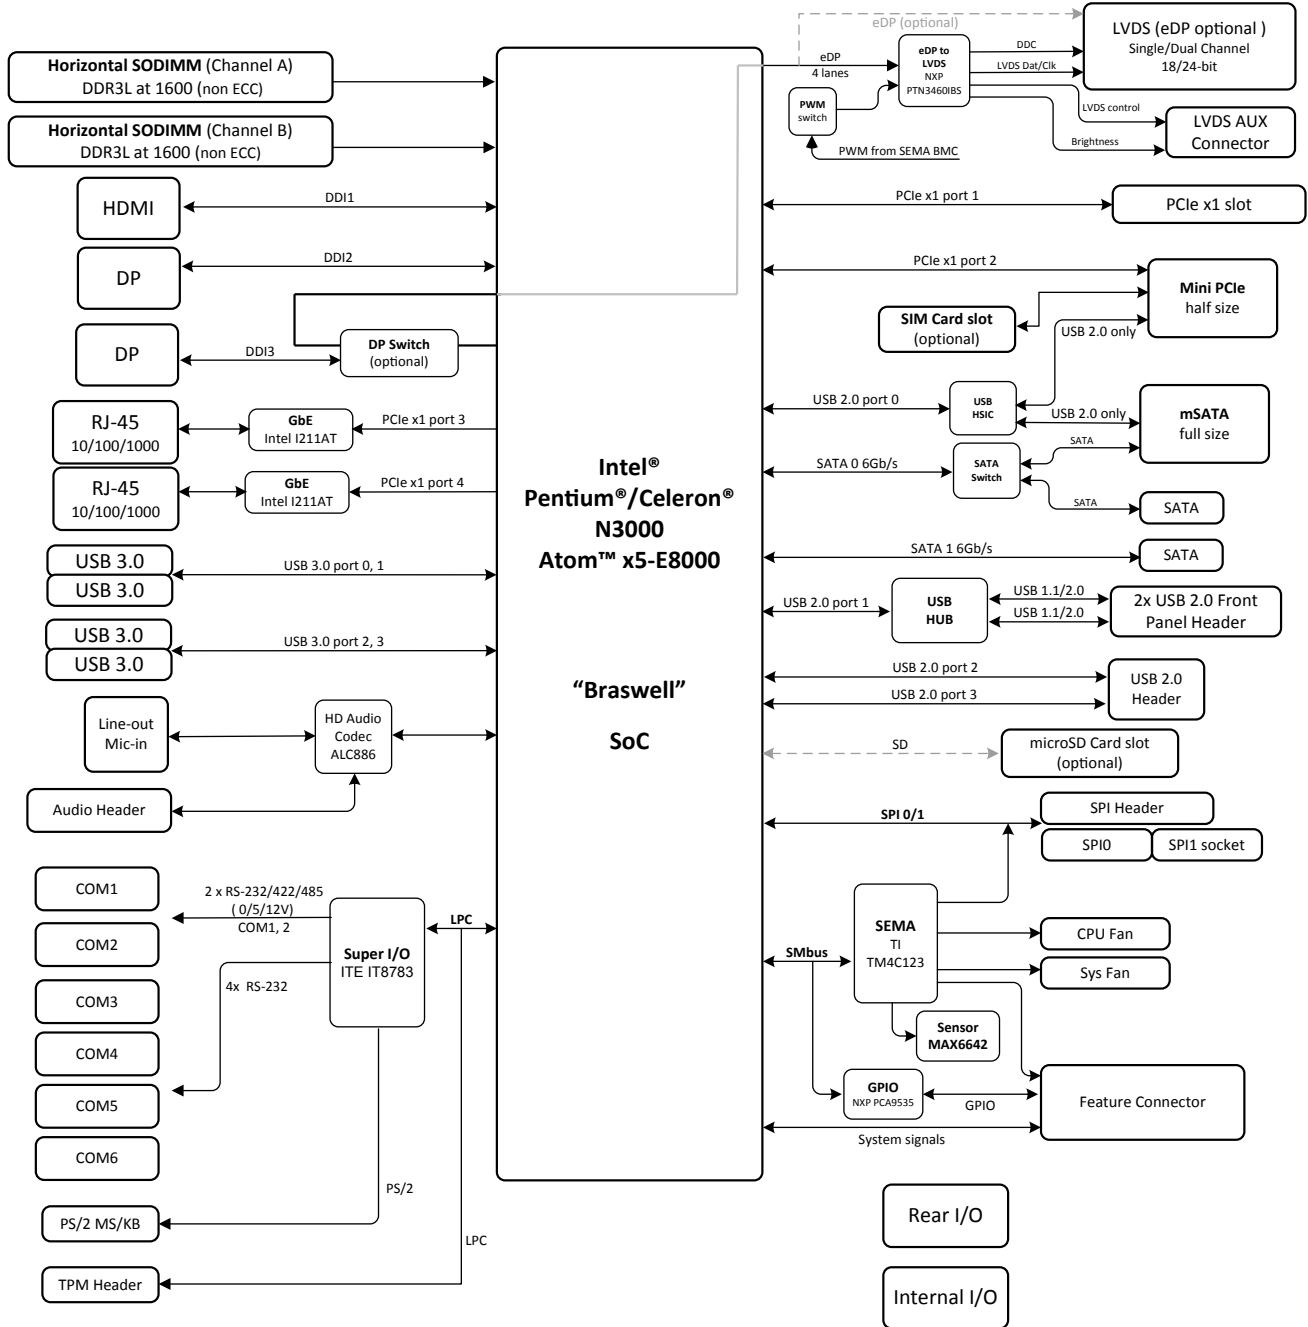 Horizontal SODIMM (Channel A)
DDR3L at 1600 (non ECC)
Horizontal SODIMM (Channel B)
DDR3L at 1600 (non ECC)
HDMI
DDI1
DP
DDI2
DP
DDI3
DP Switch
(optional)
RJ-45
10/100/1000
GbE
Intel I211AT
PCIe x1 port 3
RJ-45
10/100/1000
GbE
Intel I211AT
PCIe x1 port 4
USB 3.0
USB 3.0
USB 3.0 port 0, 1
USB 3.0
USB 3.0
USB 3.0 port 2, 3
Line-out
Mic-in
HD Audio
Codec
ALC886
Audio Header
COM1
COM2
COM3
COM4
COM5
COM6
2 x RS-232/422/485
( 0/5/12V)
COM1, 2
4x RS-232
Super I/O
ITE IT8783
LPC
PS/2
LPC
PS/2 MS/KB
TPM Header
Intel®
Pentium®/Celeron®
N3000
Atom™ x5-E8000
“Braswell”
SoC
eDP (optional)
eDP
4 lanes
eDP to
LVDS
NXP
PTN3460IBS
PWM
switch
PWM from SEMA BMC
DDC
LVDS Dat/Clk
LVDS control
Brightness
LVDS (eDP optional )
Single/Dual Channel
18/24-bit
LVDS AUX
Connector
PCIe x1 port 1
PCIe x1 slot
PCIe x1 port 2
Mini PCIe
half size
SIM Card slot
(optional)
USB 2.0 only
USB 2.0 port 0
USB
HSIC
USB 2.0 only
mSATA
full size
SATA 0 6Gb/s
SATA
Switch
SATA
SATA
SATA
SATA 1 6Gb/s
SATA
USB 2.0 port 1
USB
HUB
USB 1.1/2.0
USB 1.1/2.0
2x USB 2.0 Front
Panel Header
USB 2.0 port 2
USB 2.0 port 3
USB 2.0
Header
SD
microSD Card slot
(optional)
SPI 0/1
SPI Header
SPI0
SPI1 socket
SMbus
SEMA
TI
TM4C123
CPU Fan
Sys Fan
Sensor
MAX6642
GPIO
NXP PCA9535
GPIO
Feature Connector
System signals
Rear I/O
Internal I/O